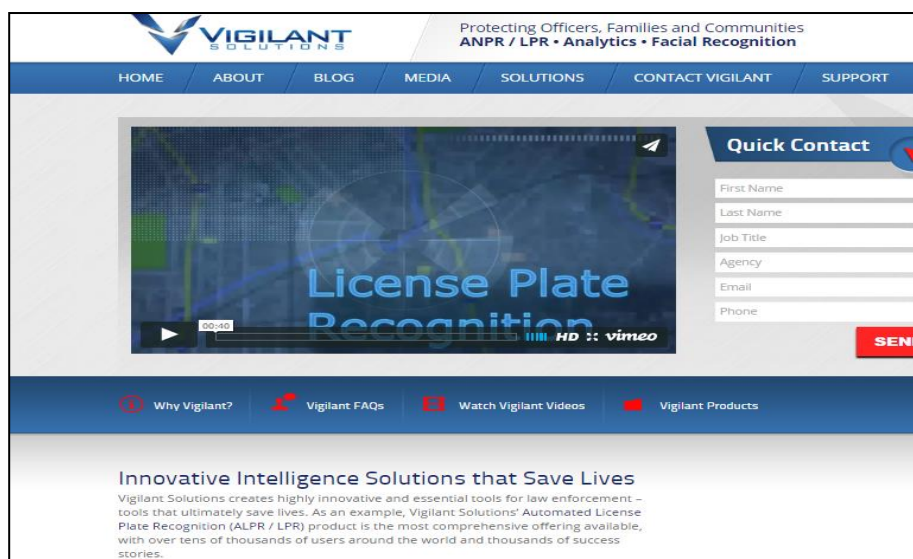 VIGILANT
SOLUTIONS
Protecting Officers, Families and Communities
ANPR / LPR • Analytics • Facial Recognition
HOME ABOUT BLOG MEDIA SOLUTIONS CONTACT VIGILANT SUPPORT
License Plate
Recognition
00:40
HD vimeo
Quick Contact
First Name
Last Name
Job Title
Agency
Email
Phone
SEN
Why Vigilant? Vigilant FAQs Watch Vigilant Videos Vigilant Products
Innovative Intelligence Solutions that Save Lives
Vigilant Solutions creates highly innovative and essential tools for law enforcement –
tools that ultimately save lives. As an example, Vigilant Solutions' Automated License
Plate Recognition (ALPR / LPR) product is the most comprehensive offering available,
with over tens of thousands of users around the world and thousands of success
stories.